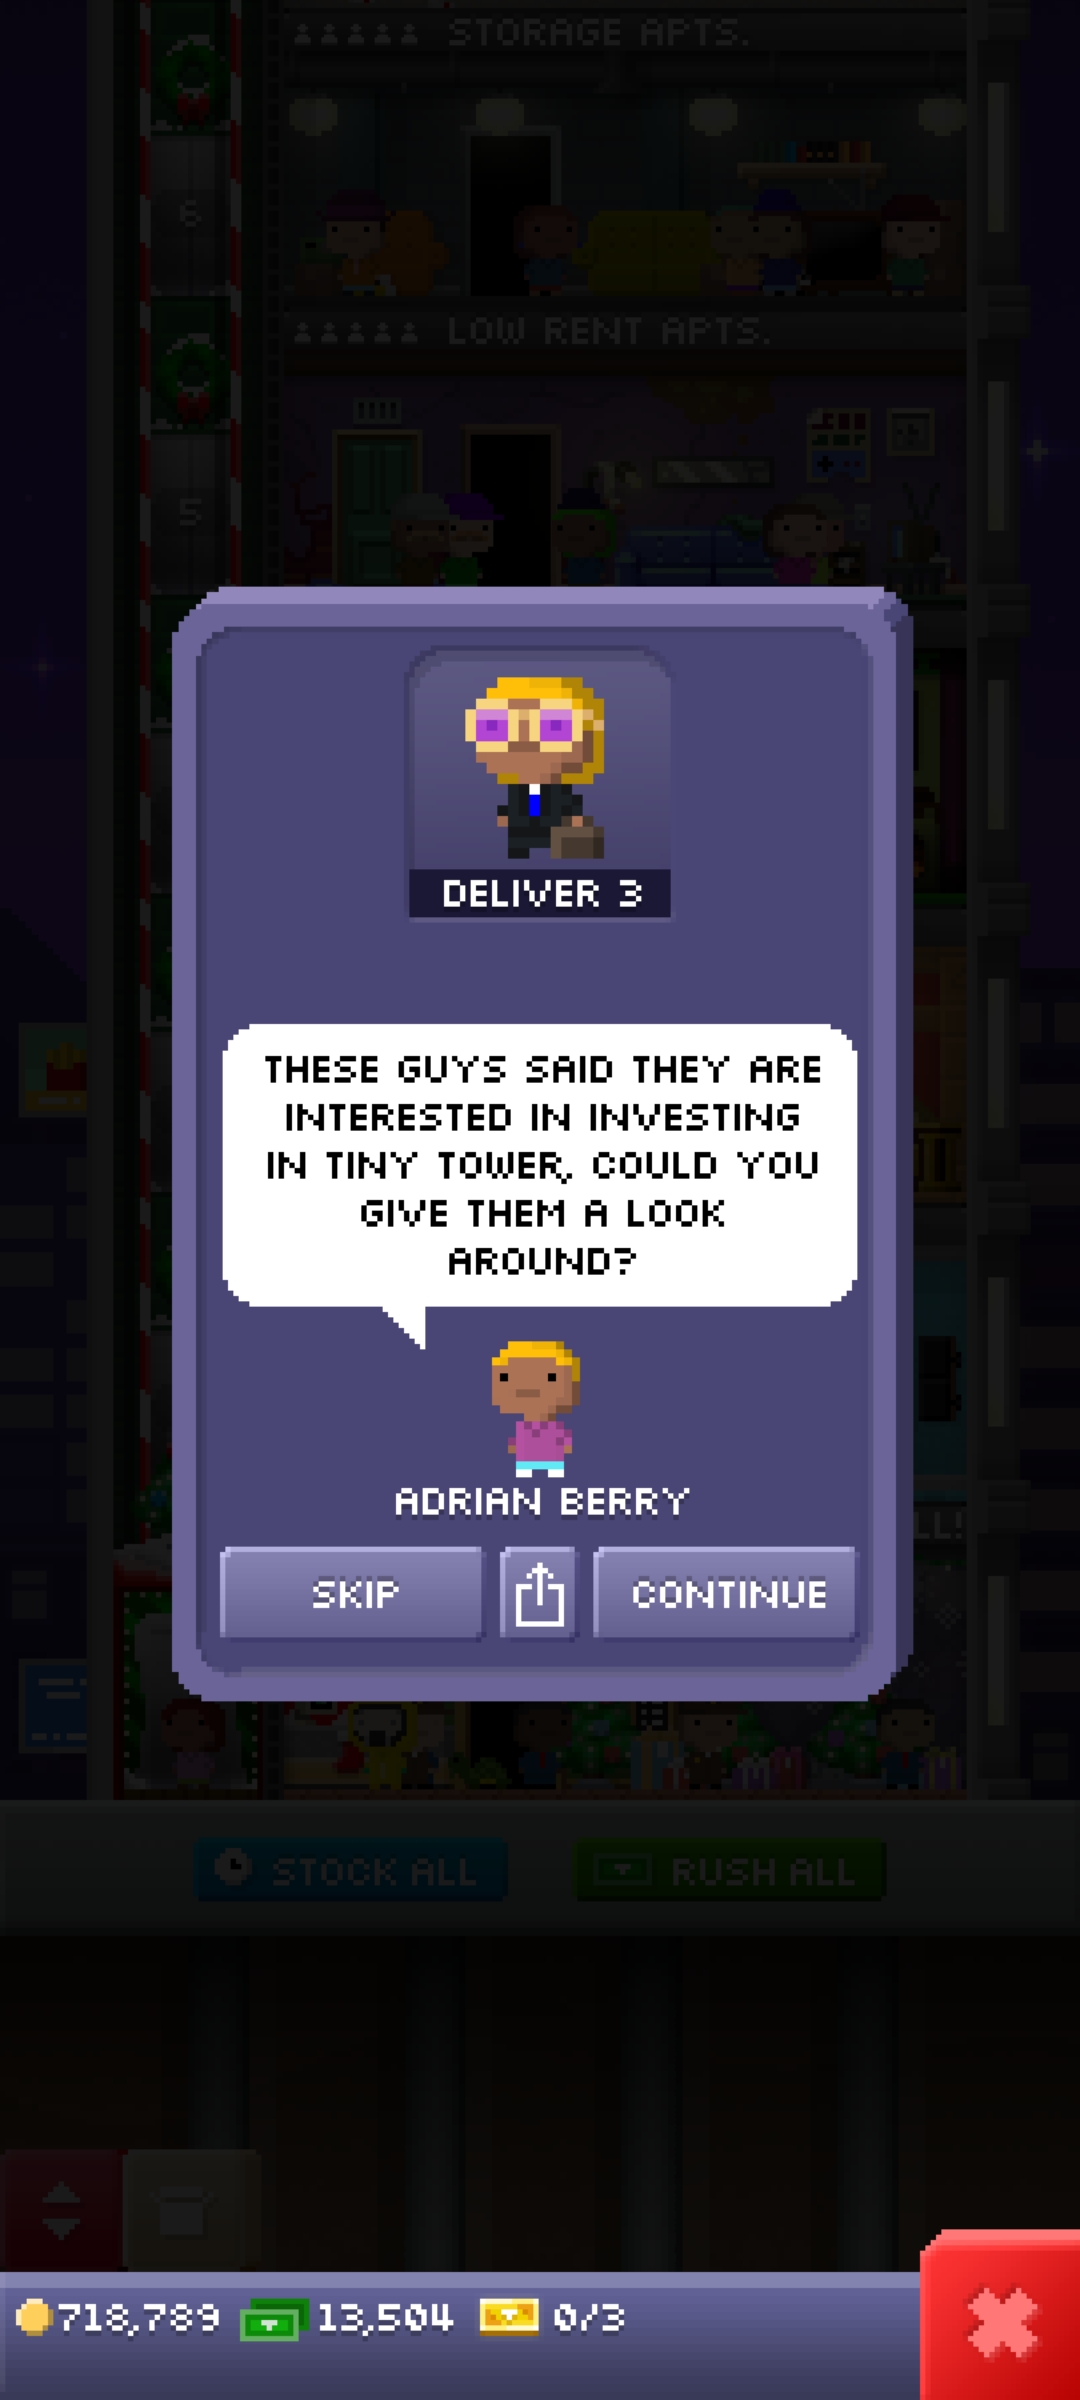 STORAGE APTS.
6
LOW RENT APTS.
5
DELIVER 3
THESE GUYS SAID THEY ARE
INTERESTED IN INVESTING
IN TINY TOWER, COULD YOU
GIVE THEM A LOOK
AROUND?
ADRIAN BERRY
LL!
SKIP
CONTINUE
STOCK ALL
RUSH ALL
718,789
13,504
0/3